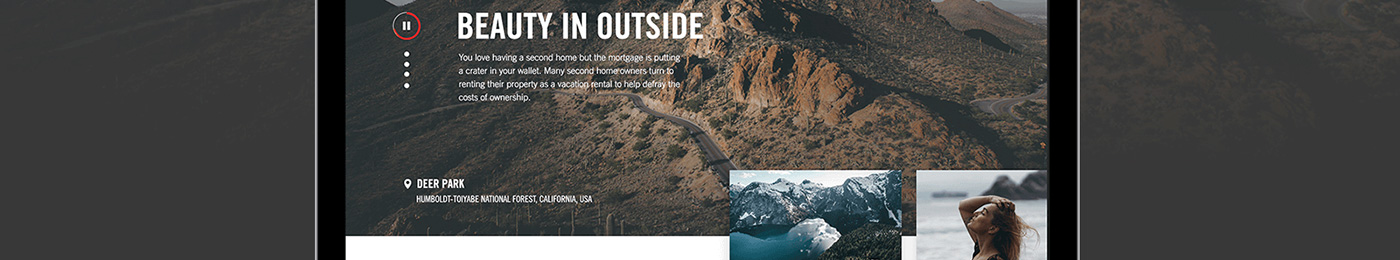 BEAUTY IN OUTSIDE
You love having a second home but the mortgage is putting
a crater in your wallet. Many second home owners turn to
renting their property as a vacation rental to help defray the
costs of ownership.
DEER PARK
HUMBOLDT-TOIYABE NATIONAL FOREST, CALIFORNIA, USA